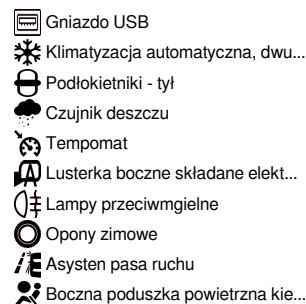 Gniazdo USB
Klimatyzacja automatyczna, dwu...
Podłokietniki - tył
Czujnik deszczu
Tempomat
Lusterka boczne składane elekt...
Lampy przeciwmgielne
Opony zimowe
Asysten pasa ruchu
Boczna poduszka powietrzna kie...